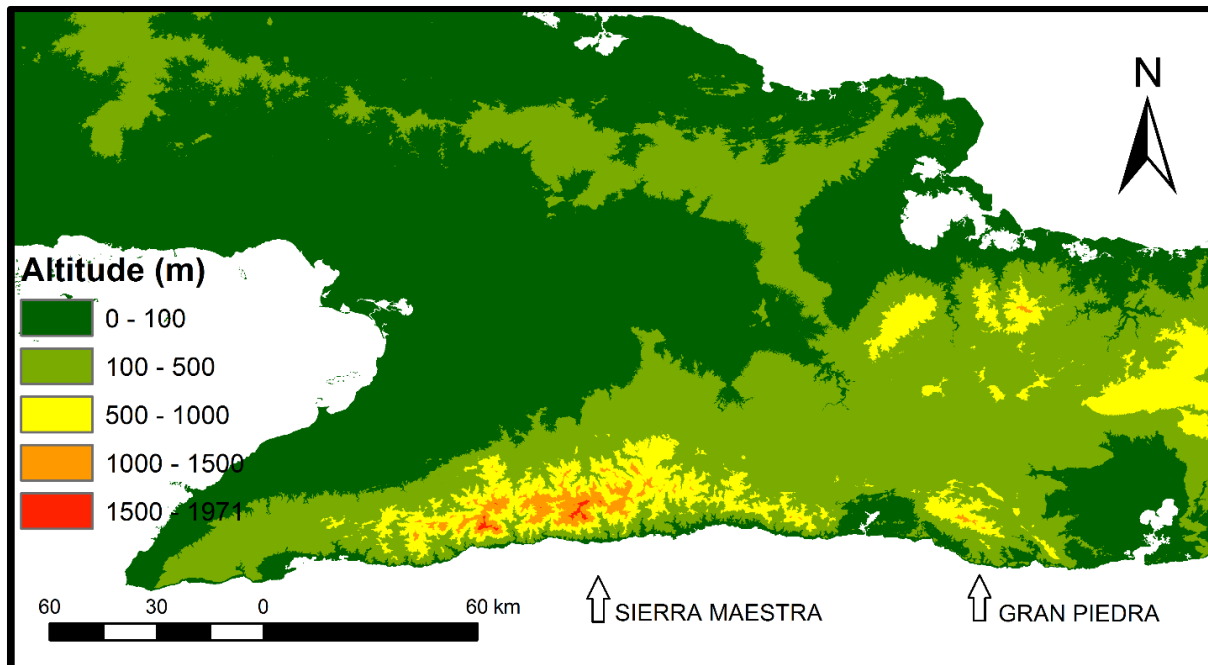 N
Altitude (m)
0 - 100
100 - 500
500 - 1000
1000 - 1500
1500 - 1971
60 30 0 60 km
SIERRA MAESTRA
GRAN PIEDRA